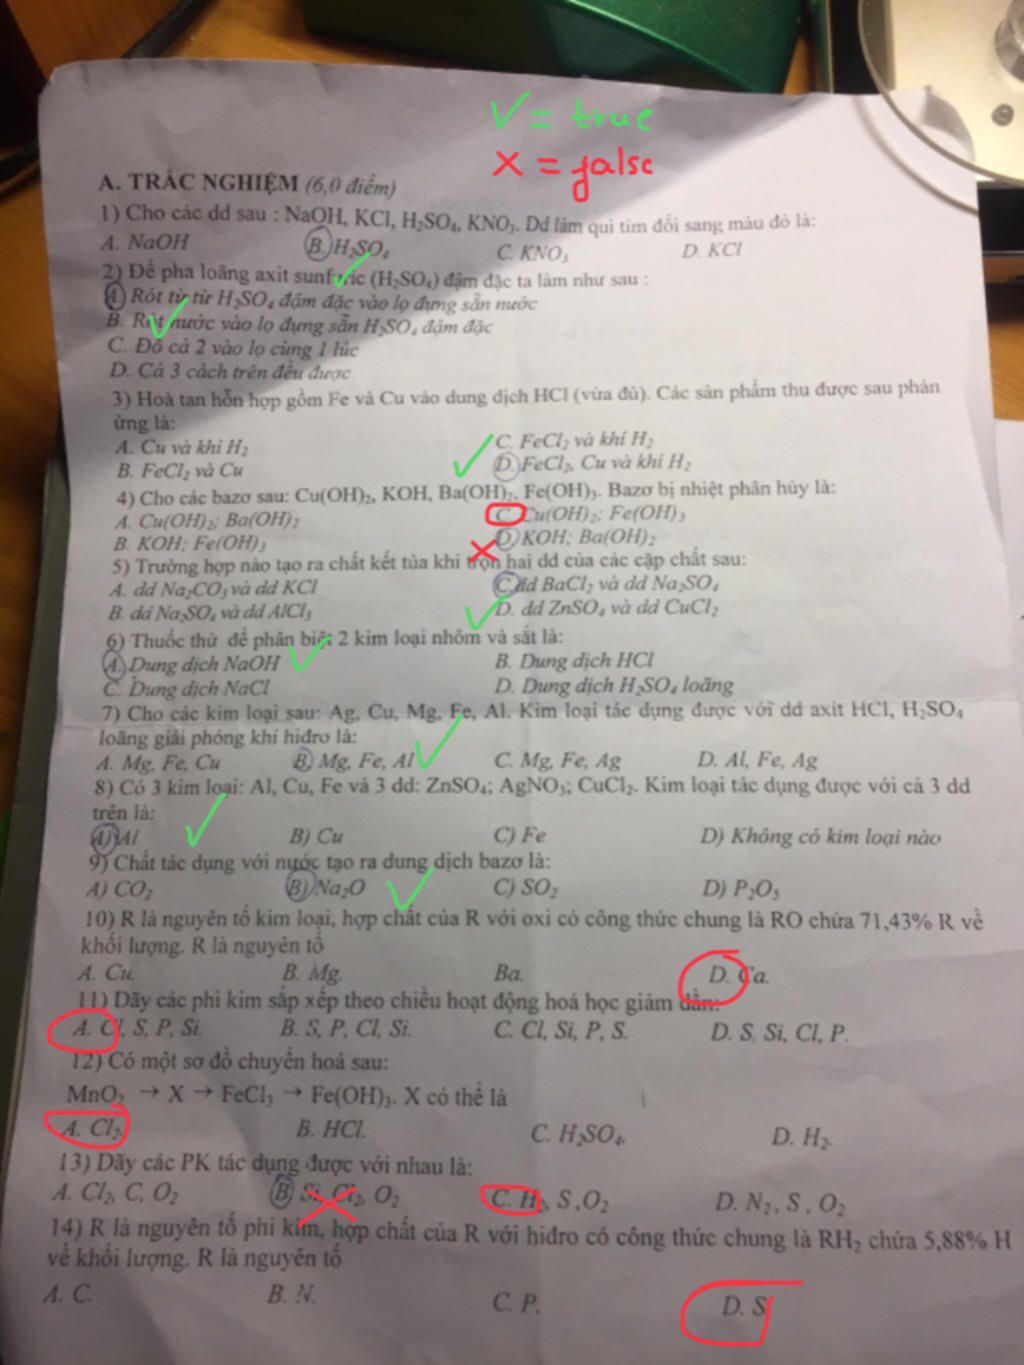 ✓ = true
× = false
A. TRẮC NGHIỆM (6,0 điểm)
1) Cho các dd sau : NaOH, KCl, H₂SO₄, KNO₃. Dd làm quì tím đổi sang màu đỏ là:
A. NaOH B. H₂SO₄ C. KNO₃ D. KCl
2) Để pha loãng axit sunfuric (H₂SO₄) đậm đặc ta làm như sau :
A. Rót từ từ H₂SO₄ đậm đặc vào lọ đựng sẵn nước
B. Rót nước vào lọ đựng sẵn H₂SO₄ đậm đặc
C. Đổ cả 2 vào lọ cùng 1 lúc
D. Cả 3 cách trên đều được
3) Hoà tan hỗn hợp gồm Fe và Cu vào dung dịch HCl (vừa đủ). Các sản phẩm thu được sau phản
ứng là:
A. Cu và khí H₂ C. FeCl₂ và khí H₂
B. FeCl₂ và Cu D. FeCl₂, Cu và khí H₂
4) Cho các bazơ sau: Cu(OH)₂, KOH, Ba(OH)₂, Fe(OH)₃. Bazơ bị nhiệt phân hủy là:
A. Cu(OH)₂; Ba(OH)₂ C. Cu(OH)₂; Fe(OH)₃
B. KOH; Fe(OH)₃ D. KOH; Ba(OH)₂
5) Trường hợp nào tạo ra chất kết tủa khi trọn hai dd của các cặp chất sau:
A. dd Na₂CO₃ và dd KCl C. dd BaCl₂ và dd Na₂SO₄
B. dd Na₂SO₄ và dd AlCl₃ D. dd ZnSO₄ và dd CuCl₂
6) Thuốc thử để phân biệt 2 kim loại nhôm và sắt là:
A. Dung dịch NaOH B. Dung dịch HCl
C. Dung dịch NaCl D. Dung dịch H₂SO₄ loãng
7) Cho các kim loại sau: Ag, Cu, Mg, Fe, Al. Kim loại tác dụng được với dd axit HCl, H₂SO₄
loãng giải phóng khí hiđro là:
A. Mg, Fe, Cu B. Mg, Fe, Al C. Mg, Fe, Ag D. Al, Fe, Ag
8) Có 3 kim loại: Al, Cu, Fe và 3 dd: ZnSO₄; AgNO₃; CuCl₂. Kim loại tác dụng được với cả 3 dd
trên là:
A) Al B) Cu C) Fe D) Không có kim loại nào
9) Chất tác dụng với nước tạo ra dung dịch bazơ là:
A) CO₂ B) Na₂O C) SO₂ D) P₂O₅
10) R là nguyên tố kim loại, hợp chất của R với oxi có công thức chung là RO chứa 71,43% R về
khối lượng. R là nguyên tố
A. Cu. B. Mg. Ba. D. Ca.
11) Dãy các phi kim sắp xếp theo chiều hoạt động hoá học giảm dần:
A. Cl, S, P, Si. B. S, P, Cl, Si. C. Cl, Si, P, S. D. S, Si, Cl, P.
12) Có một sơ đồ chuyển hoá sau:
MnO₂ → X → FeCl₃ → Fe(OH)₃. X có thể là
A. Cl₂ B. HCl. C. H₂SO₄. D. H₂.
13) Dãy các PK tác dụng được với nhau là:
A. Cl₂, C, O₂ B. Si, Cl₂, O₂ C. H₂, S ,O₂ D. N₂ , S , O₂
14) R là nguyên tố phi kim, hợp chất của R với hiđro có công thức chung là RH₂ chứa 5,88% H
về khối lượng. R là nguyên tố
A. C. B. N. C. P. D. S